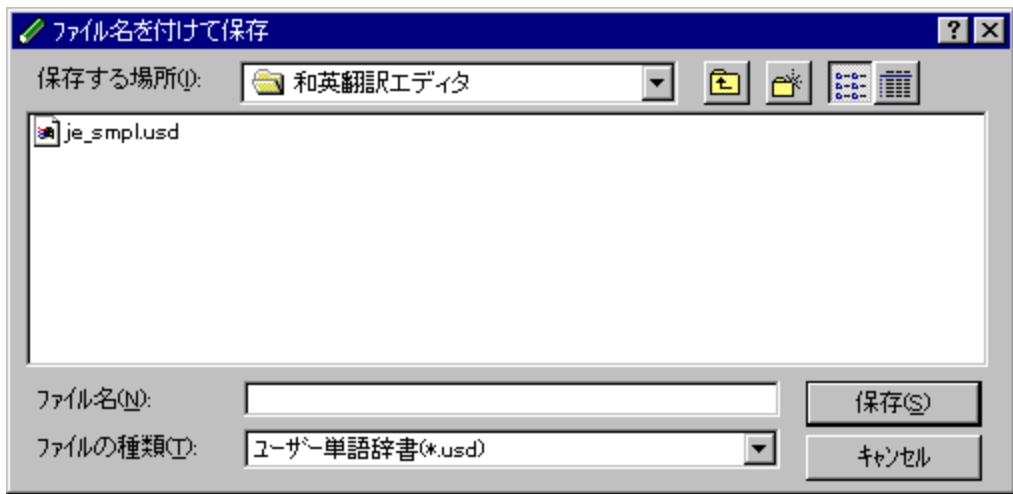 ファイル名を付けて保存
保存する場所(I):
和英翻訳エディタ
je_smpl.usd
ファイル名(N):
保存(S)
ファイルの種類(T):
ユーザー単語辞書(*.usd)
キャンセル